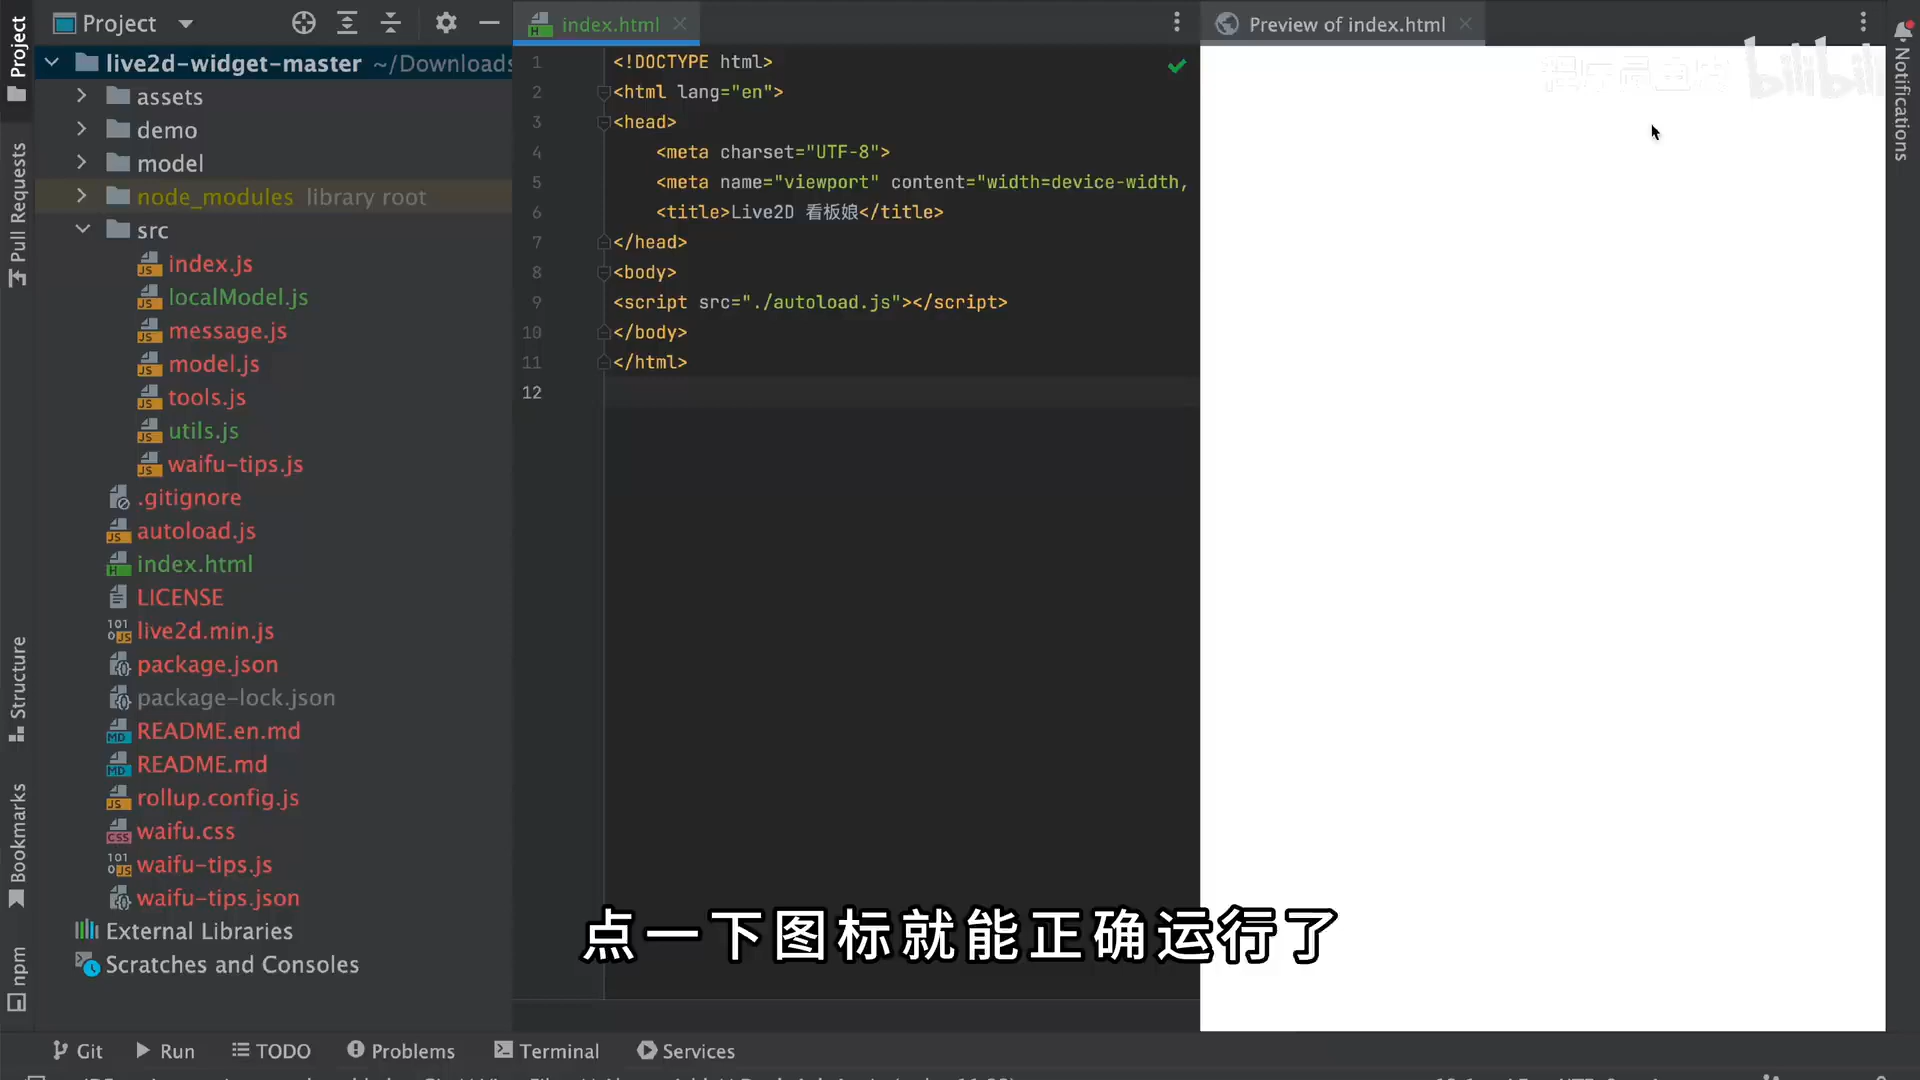 Project
index.html
Preview of index.html
live2d-widget-master ~/Downloads
assets
demo
model
node_modules library root
src
index.js
localModel.js
message.js
model.js
tools.js
utils.js
waifu-tips.js
.gitignore
autoload.js
index.html
LICENSE
live2d.min.js
package.json
package-lock.json
README.en.md
README.md
rollup.config.js
waifu.css
waifu-tips.js
waifu-tips.json
External Libraries
Scratches and Consoles
1 <!DOCTYPE html>
2 <html lang="en">
3 <head>
4 <meta charset="UTF-8">
5 <meta name="viewport" content="width=device-width,
6 <title>Live2D 看板娘</title>
7 </head>
8 <body>
9 <script src="./autoload.js"></script>
10 </body>
11 </html>
12
程序员鱼皮 bilibili
点一下图标就能正确运行了
Project
Pull Requests
Structure
Bookmarks
npm
Notifications
Git
Run
TODO
Problems
Terminal
Services